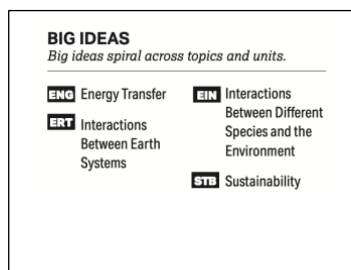 BIG IDEAS
Big ideas spiral across topics and units.
ENG Energy Transfer
ERT Interactions
Between Earth
Systems
EIN Interactions
Between Different
Species and the
Environment
STB Sustainability